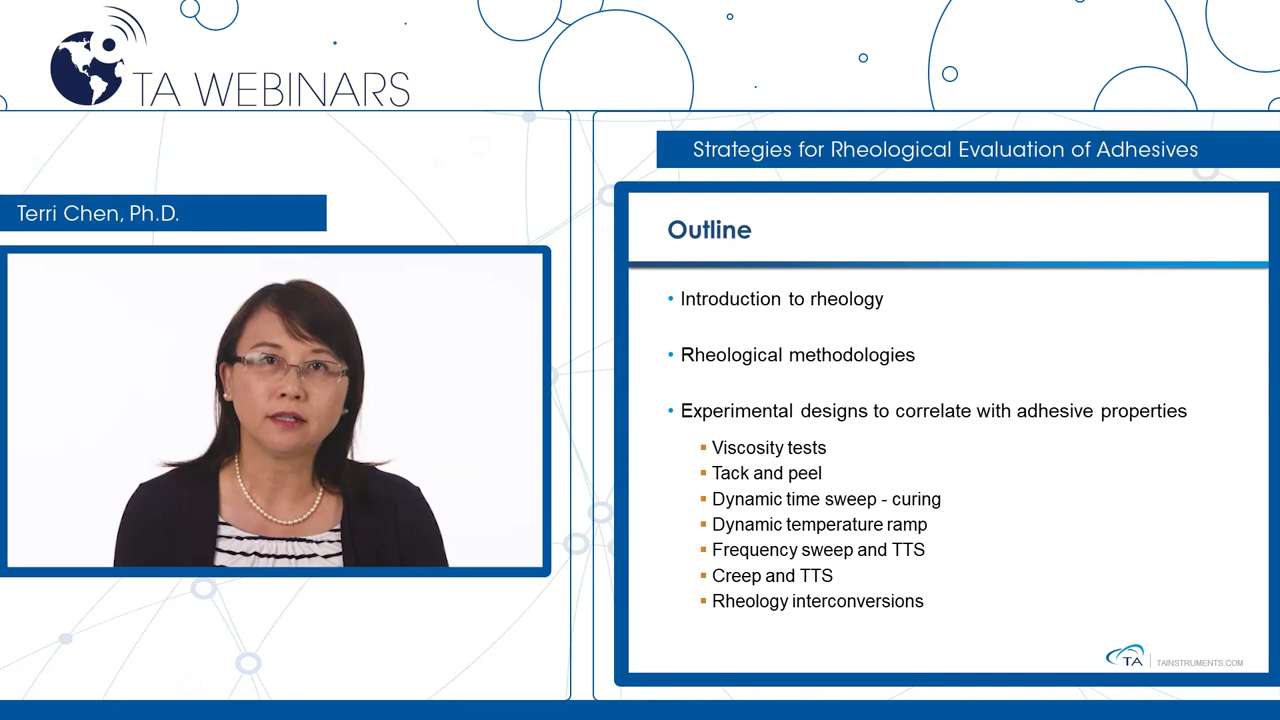 TA WEBINARS
Strategies for Rheological Evaluation of Adhesives
Terri Chen, Ph.D.
Outline
• Introduction to rheology
• Rheological methodologies
• Experimental designs to correlate with adhesive properties
▪ Viscosity tests
▪ Tack and peel
▪ Dynamic time sweep - curing
▪ Dynamic temperature ramp
▪ Frequency sweep and TTS
▪ Creep and TTS
▪ Rheology interconversions
TA TAINSTRUMENTS.COM